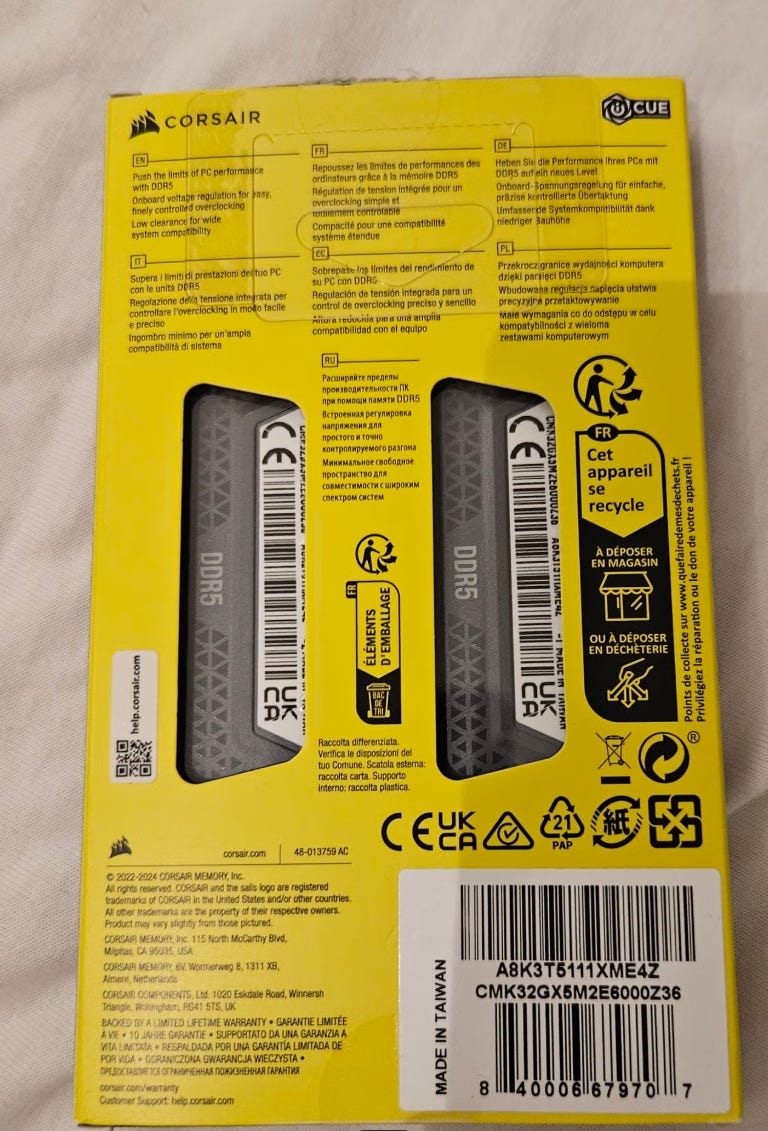 CORSAIR
iCUE
EN
Push the limits of PC performance
with DDR5
Onboard voltage regulation for easy,
finely controlled overclocking
Low clearance for wide
system compatibility
FR
Repoussez les limites de performances des
ordinateurs grâce à la mémoire DDR5
Régulation de tension intégrée pour un
overclocking simple et
totalement contrôlable
Compacité pour une compatibilité
système étendue
DE
Heben Sie die Performance Ihres PCs mit
DDR5 auf ein neues Level
Onboard-Spannungsregelung für einfache,
präzise kontrollierte Übertaktung
Umfassende Systemkompatibilität dank
niedriger Bauhöhe
IT
Supera i limiti di prestazioni del tuo PC
con le unità DDR5
Regolazione della tensione integrata per
controllare l'overclocking in modo facile
e preciso
Ingombro minimo per un'ampia
compatibilità di sistema
ES
Sobrepase los límites del rendimiento de
su PC con DDR5
Regulación de tensión integrada para un
control de overclocking preciso y sencillo
Altura reducida para una amplia
compatibilidad con el equipo
PL
Przekrocz granice wydajności komputera
dzięki pamięci DDR5
Wbudowana regulacja napięcia ułatwia
precyzyjne przetaktowywanie
Małe wymagania co do odstępu w celu
kompatybilności z wieloma
zestawami komputerowym
RU
Расширяйте пределы
производительности ПК
при помощи памяти DDR5
Встроенная регулировка
напряжения для
простого и точно
контролируемого разгона
Минимальное свободное
пространство для
совместимости с широким
спектром систем
DDR5
CE
UK
CA
DDR5
CE
UK
CA
FR
ÉLÉMENTS
D'EMBALLAGE
BAC
DE
TRI
FR
Cet
appareil
se
recycle
À DÉPOSER
EN MAGASIN
OU À DÉPOSER
EN DÉCHÈTERIE
Points de collecte sur www.quefairedemesdechets.fr
Privilégiez la réparation ou le don de votre appareil !
help.corsair.com
Raccolta differenziata.
Verifica le disposizioni del
tuo Comune. Scatola esterna:
raccolta carta. Supporto
interno: raccolta plastica.
®
CE
UK
CA
21
PAP
紙
corsair.com | 48-013759 AC
© 2022-2024 CORSAIR MEMORY, Inc.
All rights reserved. CORSAIR and the sails logo are registered
trademarks of CORSAIR in the United States and/or other countries.
All other trademarks are the property of their respective owners.
Product may vary slightly from those pictured.
CORSAIR MEMORY, Inc. 115 North McCarthy Blvd,
Milpitas, CA 95035, USA
CORSAIR MEMORY, BV. Wormerweg 8, 1311 XB,
Almere, Netherlands
CORSAIR COMPONENTS, Ltd. 1020 Eskdale Road, Winnersh
Triangle, Wokingham, RG41 5TS, UK
BACKED BY A LIMITED LIFETIME WARRANTY • GARANTIE LIMITÉE
À VIE • 10 JAHRE GARANTIE • SUPPORTATO DA UNA GARANZIA A
VITA LIMITATA • RESPALDADA POR UNA GARANTÍA LIMITADA DE
POR VIDA • OGRANICZONA GWARANCJA WIECZYSTA •
ПРЕДОСТАВЛЯЕТСЯ ОГРАНИЧЕННАЯ ПОЖИЗНЕННАЯ ГАРАНТИЯ
corsair.com/warranty
Customer Support: help.corsair.com
MADE IN TAIWAN
A8K3T5111XME4Z
CMK32GX5M2E6000Z36
8 40006 67970 7